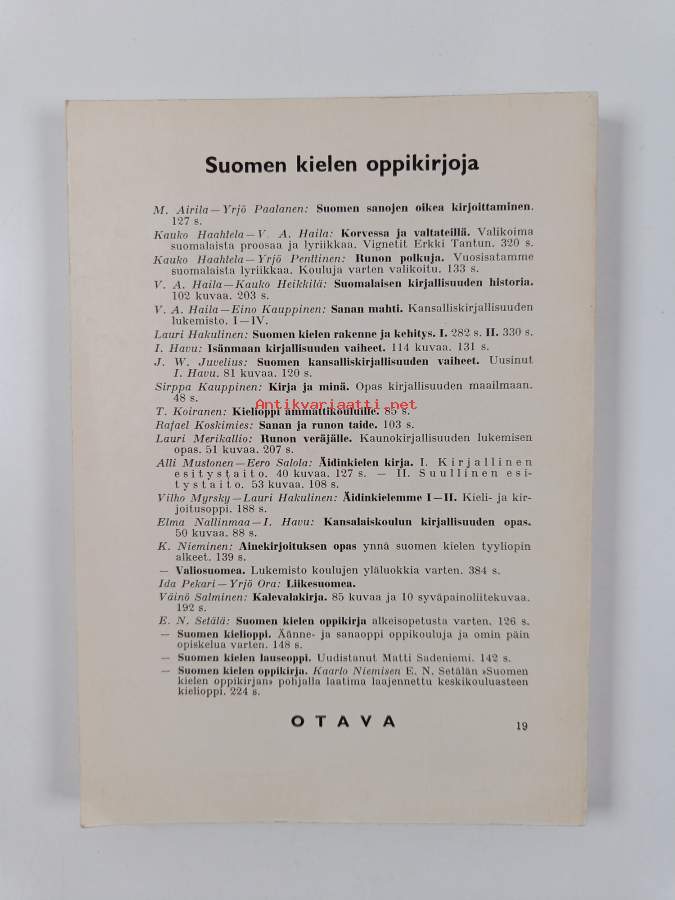 Suomen kielen oppikirjoja
M. Airila—Yrjö Paalanen: Suomen sanojen oikea kirjoittaminen.
127 s.
Kauko Haahtela—V. A. Haila: Korvessa ja valtateillä. Valikoima
suomalaista proosaa ja lyriikkaa. Vignetit Erkki Tantun. 320 s.
Kauko Haahtela—Yrjö Penttinen: Runon polkuja. Vuosisatamme
suomalaista lyriikkaa. Kouluja varten valikoitu. 133 s.
V. A. Haila—Kauko Heikkilä: Suomalaisen kirjallisuuden historia.
102 kuvaa. 203 s.
V. A. Haila—Eino Kauppinen: Sanan mahti. Kansalliskirjallisuuden
lukemisto. I—IV.
Lauri Hakulinen: Suomen kielen rakenne ja kehitys. I. 282 s. II. 330 s.
I. Havu: Isänmaan kirjallisuuden vaiheet. 114 kuvaa. 131 s.
J. W. Juvelius: Suomen kansalliskirjallisuuden vaiheet. Uusinut
I. Havu. 81 kuvaa. 120 s.
Sirppa Kauppinen: Kirja ja minä. Opas kirjallisuuden maailmaan.
48 s.
Antikvariaatti.net
T. Koiranen: Kielioppi ammattikouluille. 85 s.
Rafael Koskimies: Sanan ja runon taide. 103 s.
Lauri Merikallio: Runon veräjälle. Kaunokirjallisuuden lukemisen
opas. 51 kuvaa. 207 s.
Alli Mustonen—Eero Salola: Äidinkielen kirja. I. Kirjallinen
esitystaito. 40 kuvaa. 127 s. — II. Suullinen esi-
tystaito. 53 kuvaa. 108 s.
Vilho Myrsky—Lauri Hakulinen: Äidinkielemme I—II. Kieli- ja kir-
joitusoppi. 188 s.
Elma Nallinmaa—I. Havu: Kansalaiskoulun kirjallisuuden opas.
50 kuvaa. 88 s.
K. Nieminen: Ainekirjoituksen opas ynnä suomen kielen tyyliopin
alkeet. 139 s.
— Valiosuomea. Lukemisto koulujen yläluokkia varten. 384 s.
Ida Pekari—Yrjö Ora: Liikesuomea.
Väinö Salminen: Kalevalakirja. 85 kuvaa ja 10 syväpainoliitekuvaa.
192 s.
E. N. Setälä: Suomen kielen oppikirja alkeisopetusta varten. 126 s.
— Suomen kielioppi. Äänne- ja sanaoppi oppikouluja ja omin päin
opiskelua varten. 148 s.
— Suomen kielen lauseoppi. Uudistanut Matti Sadeniemi. 142 s.
— Suomen kielen oppikirja. Kaarlo Niemisen E. N. Setälän »Suomen
kielen oppikirjan» pohjalla laatima laajennettu keskikouluasteen
kielioppi. 224 s.
OTAVA
19